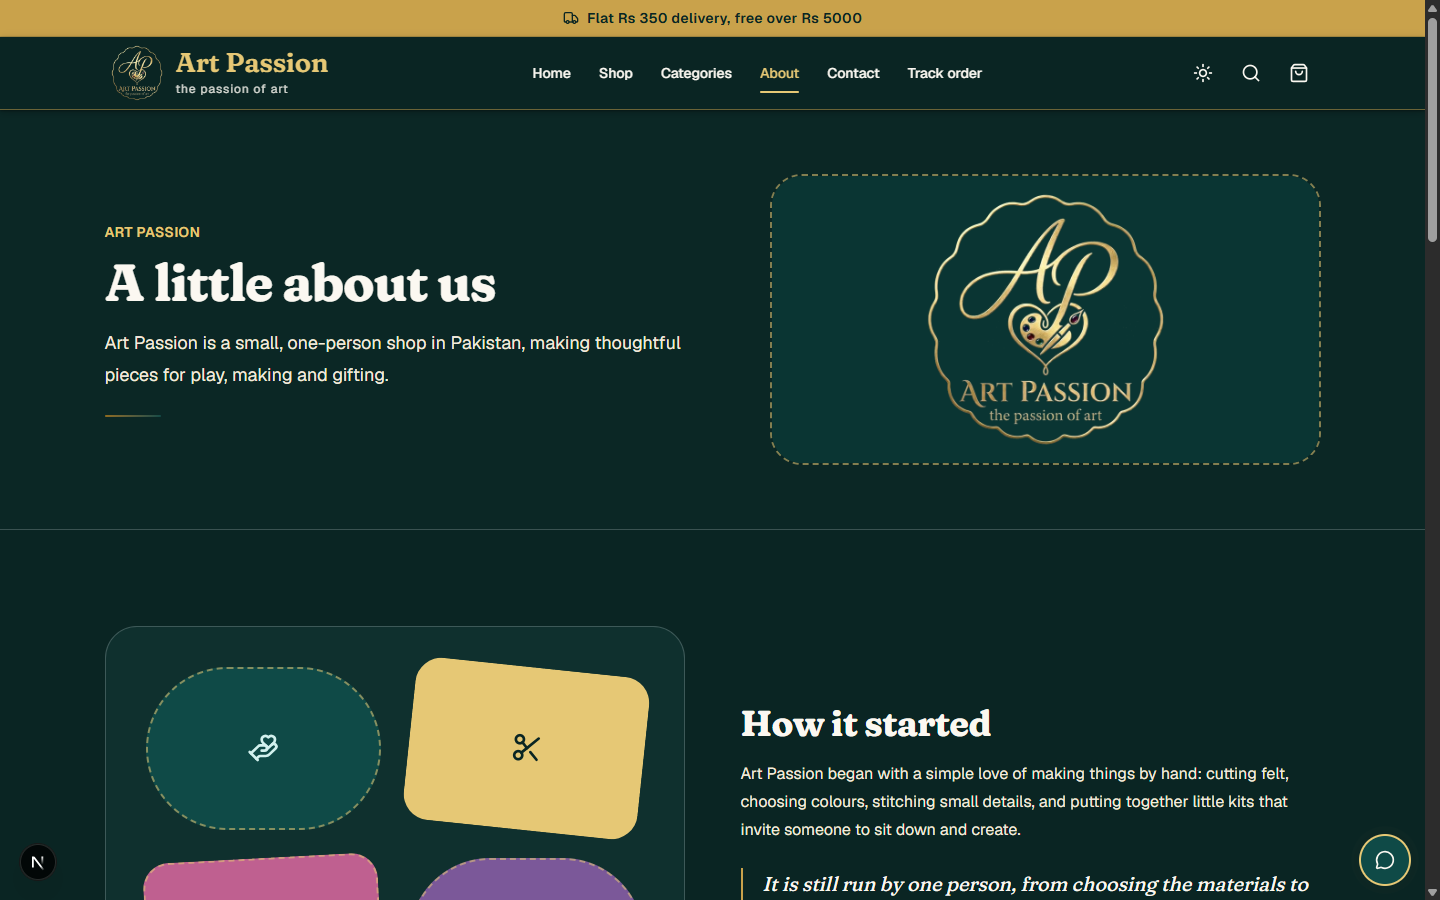 Flat Rs 350 delivery, free over Rs 5000
AP
ART PASSION
Art Passion
the passion of art
Home
Shop
Categories
About
Contact
Track order
ART PASSION
A little about us
Art Passion is a small, one-person shop in Pakistan, making thoughtful
pieces for play, making and gifting.
AP
ART PASSION
the passion of art
How it started
Art Passion began with a simple love of making things by hand: cutting felt,
choosing colours, stitching small details, and putting together little kits that
invite someone to sit down and create.
It is still run by one person, from choosing the materials to
N